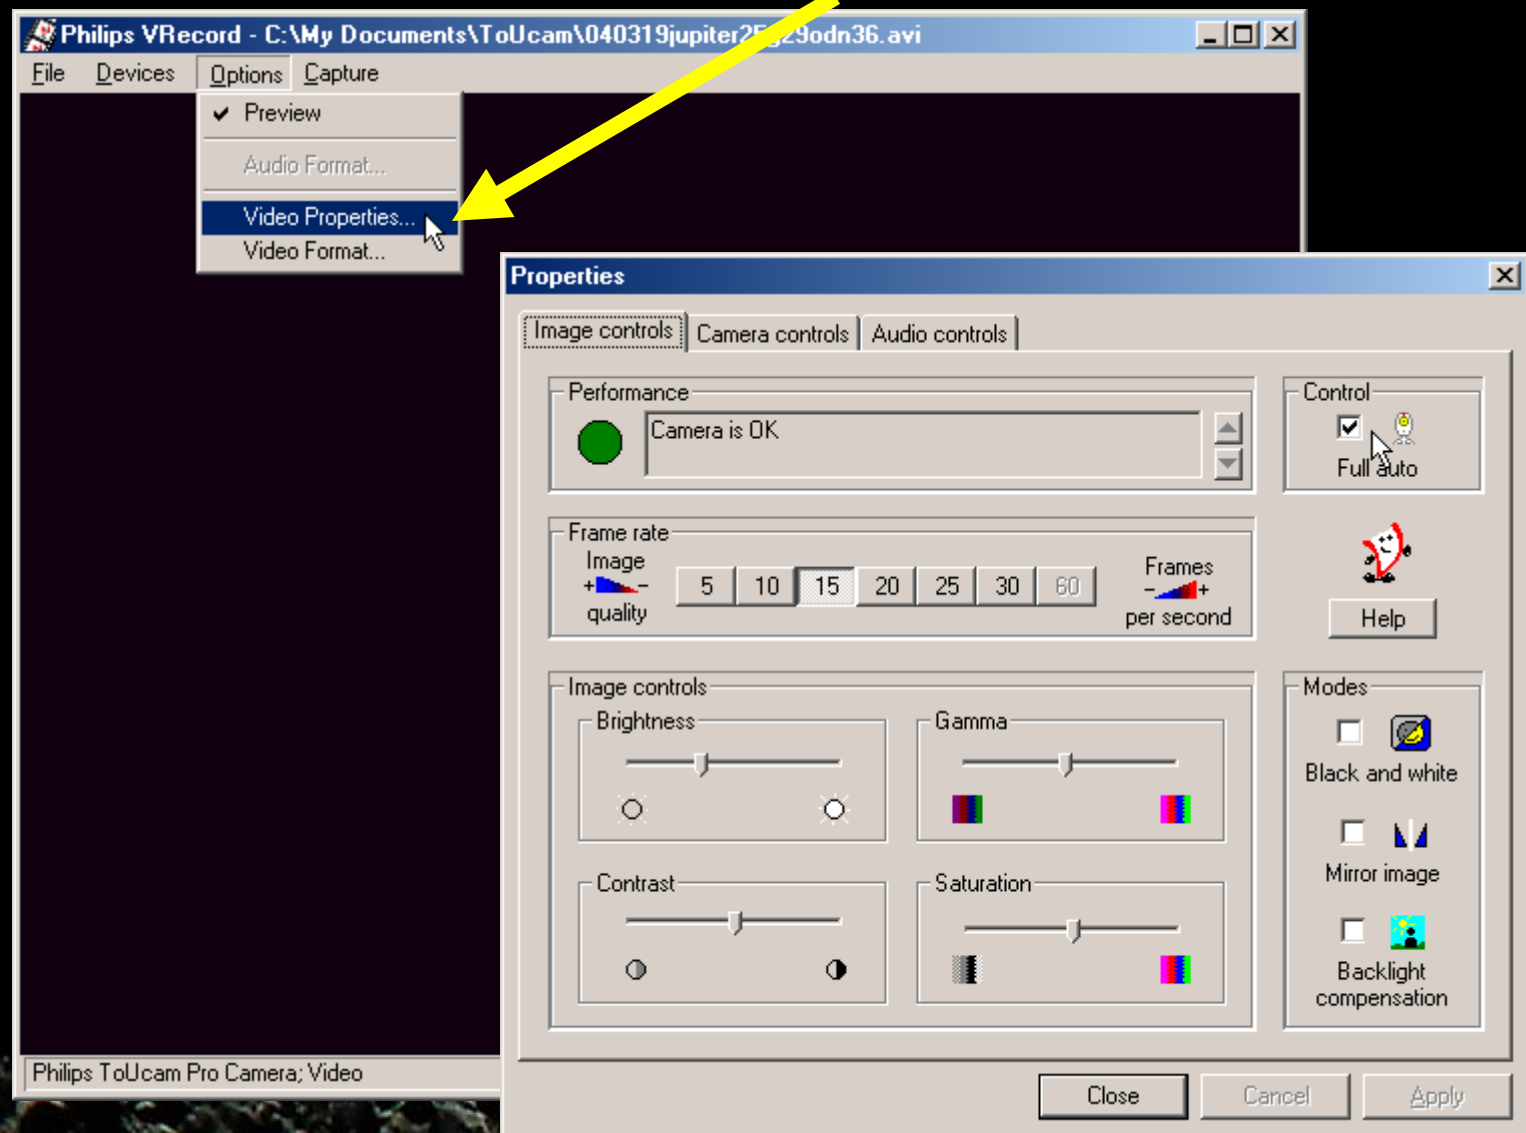 Philips VRecord - C:\My Documents\ToUcam\040319jupiter25g29odn36.avi
File Devices Options Capture
Preview
Audio Format...
Video Properties...
Video Format...
Properties
Image controls Camera controls Audio controls
Performance
Camera is OK
Control
Full auto
Frame rate
Image
quality
5 10 15 20 25 30 60
Frames
per second
Help
Image controls
Brightness
Gamma
Contrast
Saturation
Modes
Black and white
Mirror image
Backlight
compensation
Philips ToUcam Pro Camera; Video
Close Cancel Apply